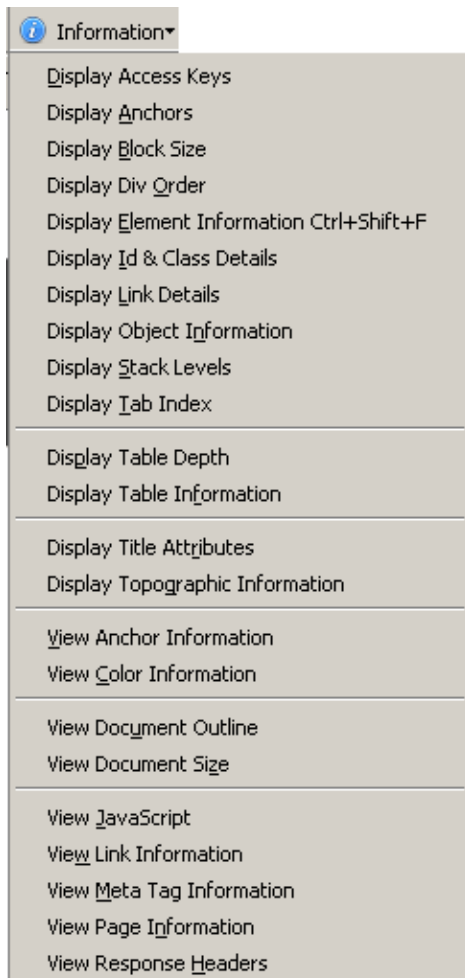 Information
Display Access Keys
Display Anchors
Display Block Size
Display Div Order
Display Element Information Ctrl+Shift+F
Display Id & Class Details
Display Link Details
Display Object Information
Display Stack Levels
Display Tab Index
Display Table Depth
Display Table Information
Display Title Attributes
Display Topographic Information
View Anchor Information
View Color Information
View Document Outline
View Document Size
View JavaScript
View Link Information
View Meta Tag Information
View Page Information
View Response Headers